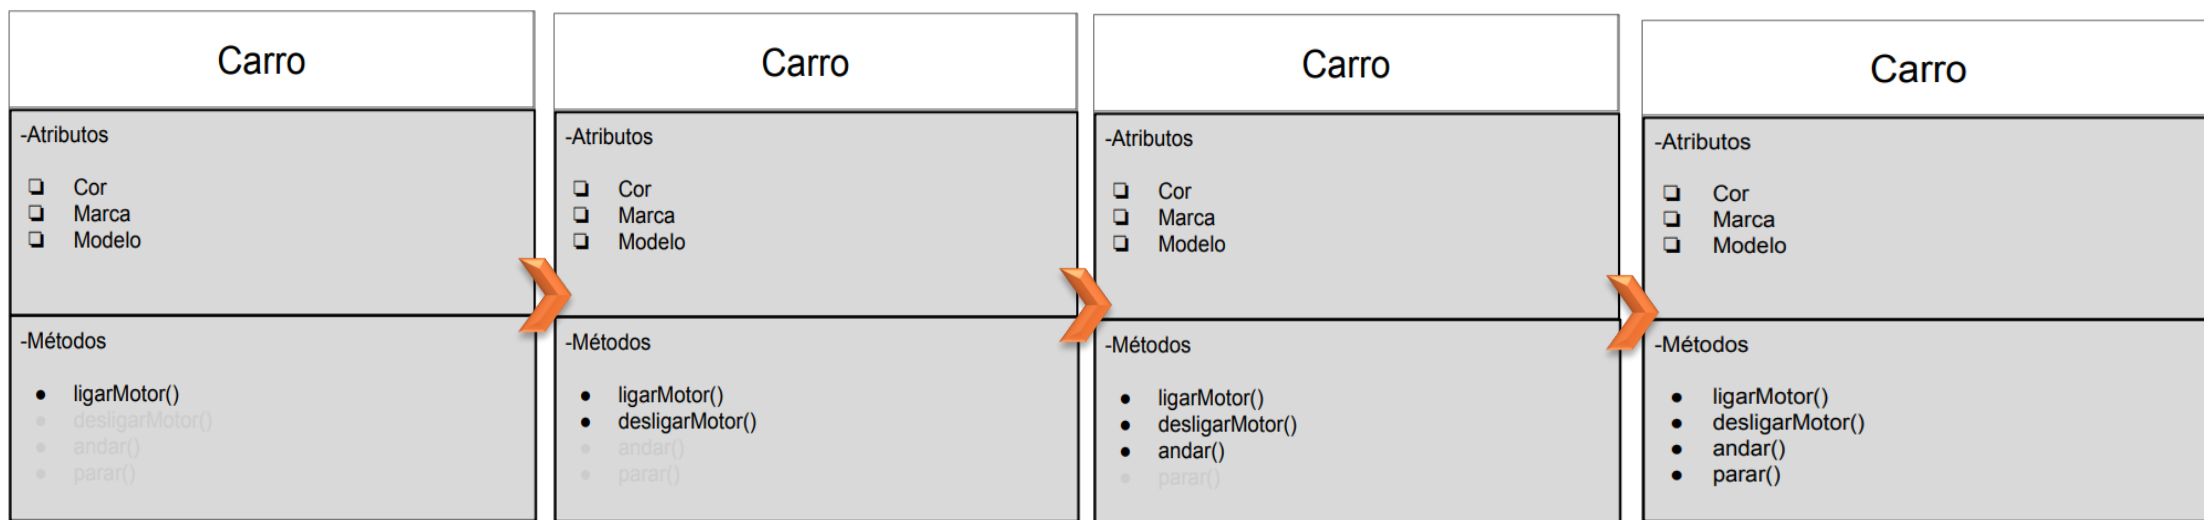 Carro
-Atributos
❏ Cor
❏ Marca
❏ Modelo
-Métodos
● ligarMotor()
● desligarMotor()
● andar()
● parar()
Carro
-Atributos
❏ Cor
❏ Marca
❏ Modelo
-Métodos
● ligarMotor()
● desligarMotor()
● andar()
● parar()
Carro
-Atributos
❏ Cor
❏ Marca
❏ Modelo
-Métodos
● ligarMotor()
● desligarMotor()
● andar()
● parar()
Carro
-Atributos
❏ Cor
❏ Marca
❏ Modelo
-Métodos
● ligarMotor()
● desligarMotor()
● andar()
● parar()